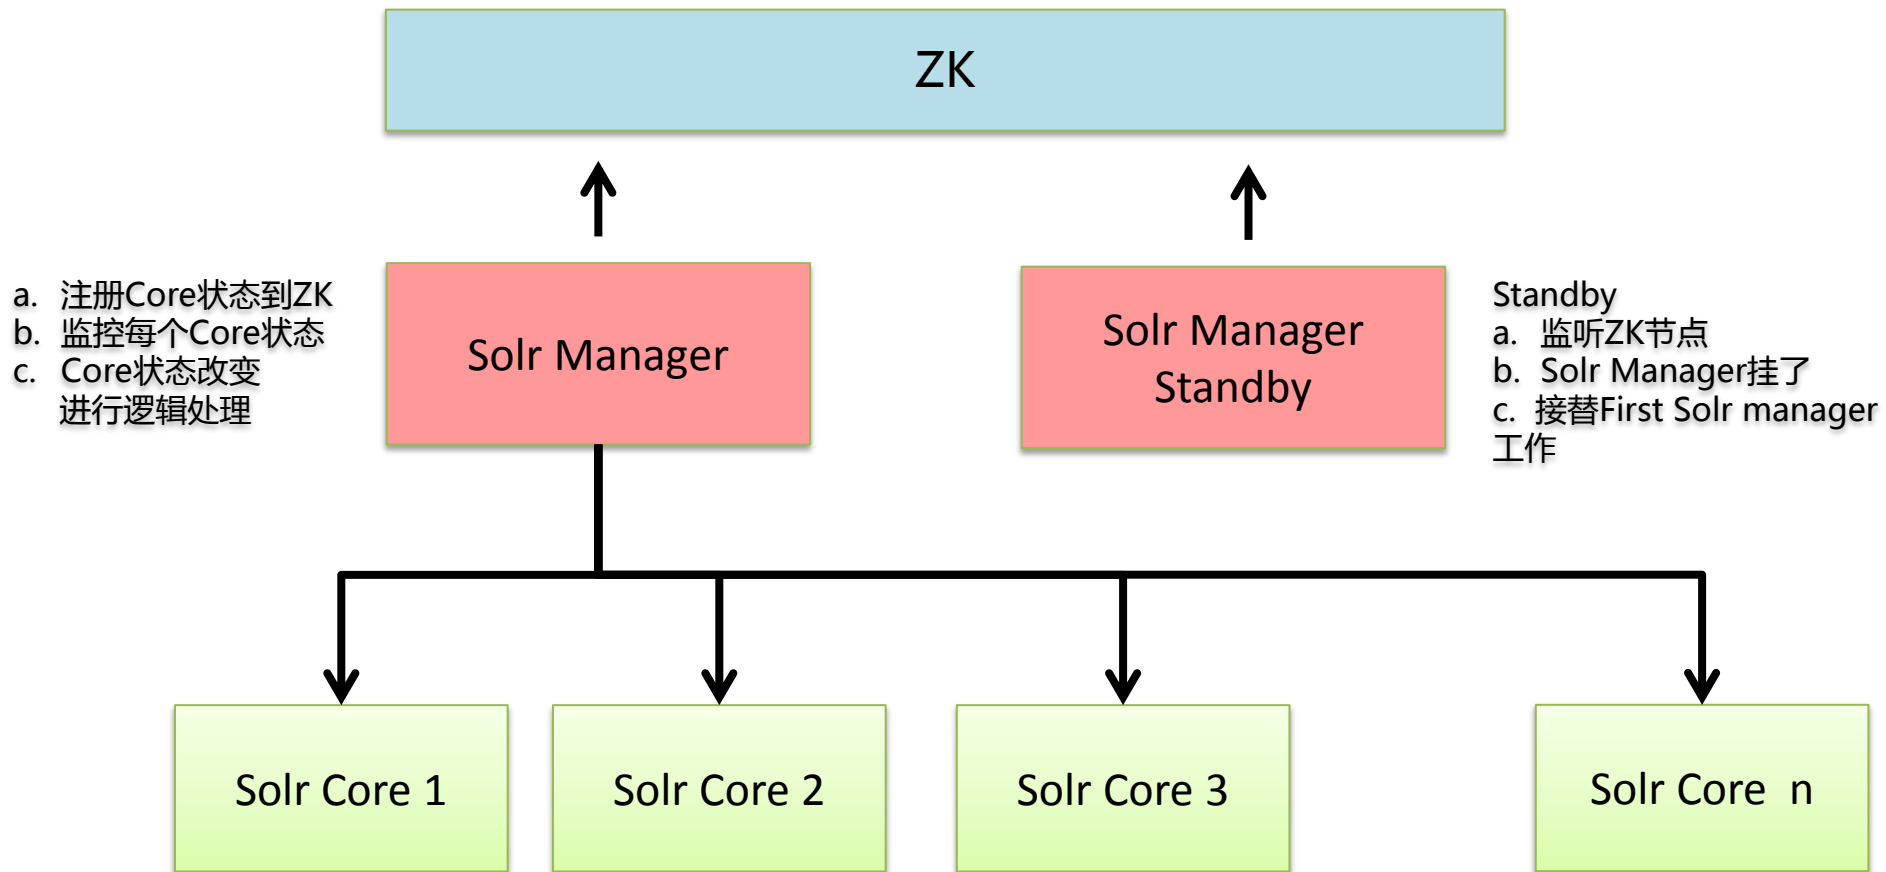 ZK
a. 注册Core状态到ZK
b. 监控每个Core状态
c. Core状态改变
进行逻辑处理
Solr Manager
Solr Manager
Standby
Standby
a. 监听ZK节点
b. Solr Manager挂了
c. 接替First Solr manager
工作
Solr Core 1
Solr Core 2
Solr Core 3
Solr Core n